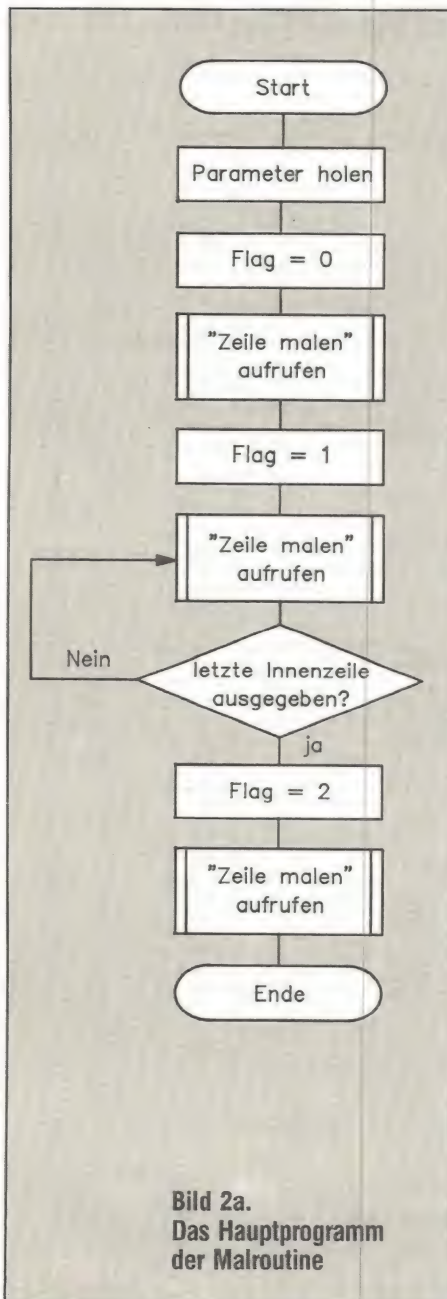 Start
Parameter holen
Flag = 0
"Zeile malen"
aufrufen
Flag = 1
"Zeile malen"
aufrufen
Nein
letzte Innenzeile
ausgegeben?
ja
Flag = 2
"Zeile malen"
aufrufen
Ende
Bild 2a.
Das Hauptprogramm
der Malroutine